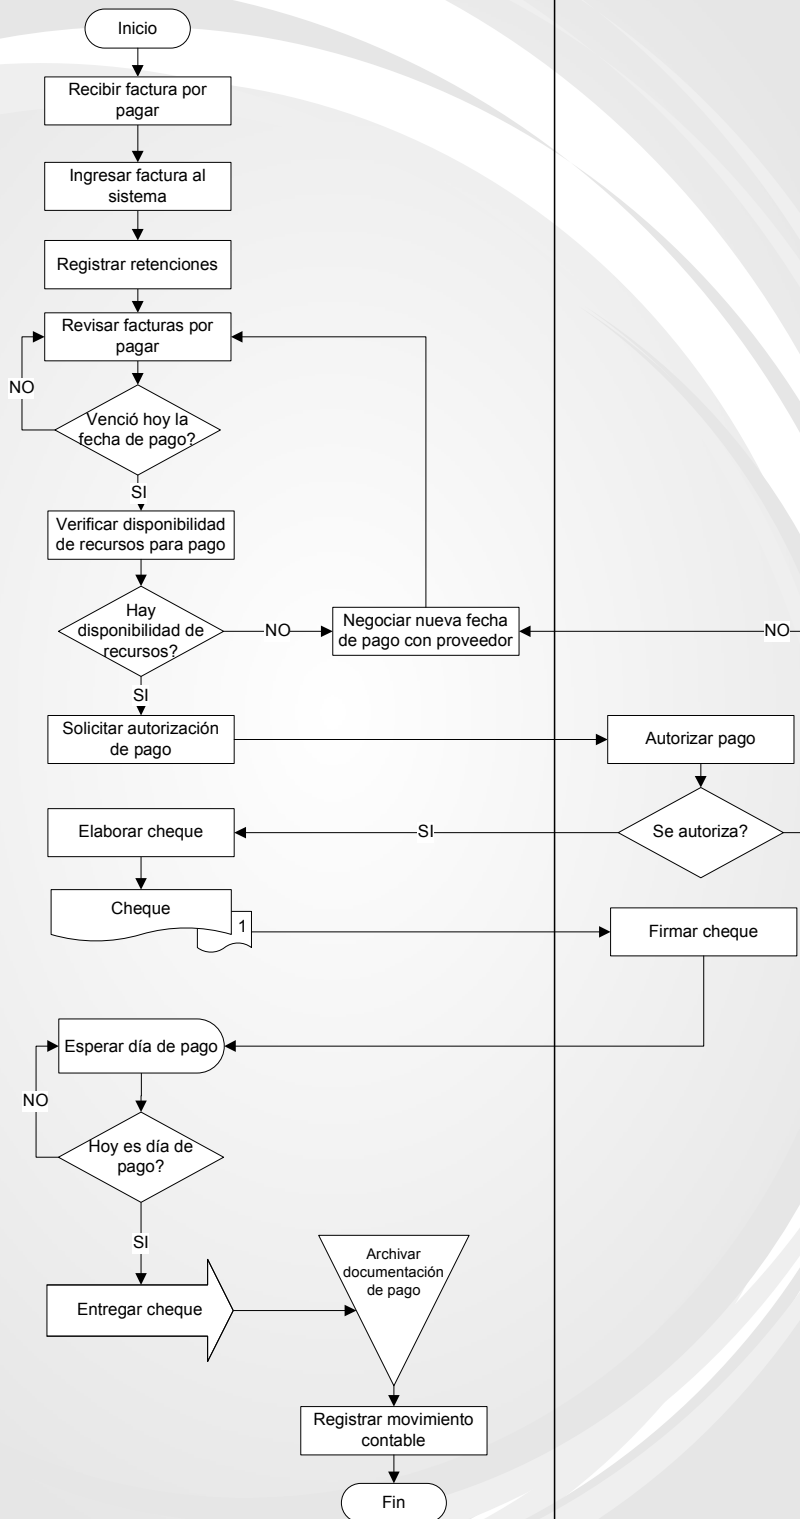 Inicio
Recibir factura por
pagar
Ingresar factura al
sistema
Registrar retenciones
Revisar facturas por
pagar
NO
Venció hoy la
fecha de pago?
SI
Verificar disponibilidad
de recursos para pago
Hay
disponibilidad de
recursos?
NO
Negociar nueva fecha
de pago con proveedor
NO
SI
Solicitar autorización
de pago
Autorizar pago
Elaborar cheque
SI
Se autoriza?
Cheque
1
Firmar cheque
Esperar día de pago
NO
Hoy es día de
pago?
SI
Entregar cheque
Archivar
documentación
de pago
Registrar movimiento
contable
Fin